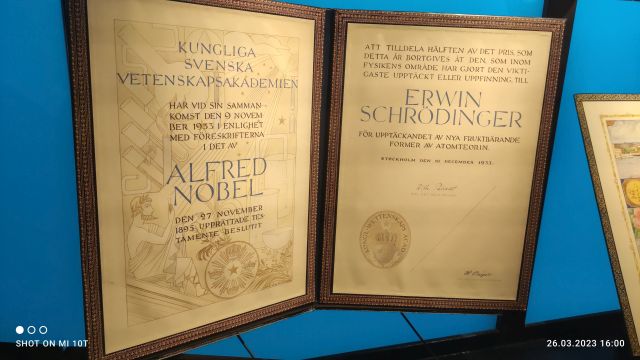 KUNGLIGA
SVENSKA
VETENSKAPSAKADEMIEN
HAR VID SIN SAMMAN-
KOMST DEN 9 NOVEM-
BER 1933 I ENLIGHET
MED FÖRESKRIFTERNA
I DET AV
ALFRED
NOBEL
DEN 27 NOVEMBER
1895 UPPRÄTTADE TES-
TAMENTE BESLUTIT
ATT TILLDELA HÄLFTEN AV DET PRIS, SOM
DETTA ÅR BORTGIVES ÅT DEN, SOM INOM
FYSIKENS OMRÅDE HAR GJORT DEN VIKTI-
GASTE UPPTÄCKT ELLER UPPFINNING, TILL
ERWIN
SCHRÖDINGER
FÖR UPPTÄCKANDET AV NYA FRUKTBÄRANDE
FORMER AV ATOMTEORIN.
STOCKHOLM DEN 10 DECEMBER 1933.
SHOT ON MI 10T
26.03.2023 16:00